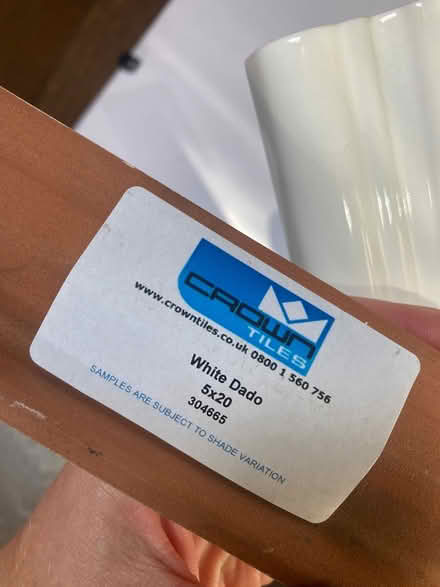 CROWN
TILES
www.crowntiles.co.uk 0800 1 560 756
White Dado
5x20
304665
SAMPLES ARE SUBJECT TO SHADE VARIATION